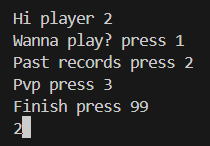 Hi player 2
Wanna play? press 1
Past records press 2
Pvp press 3
Finish press 99
2